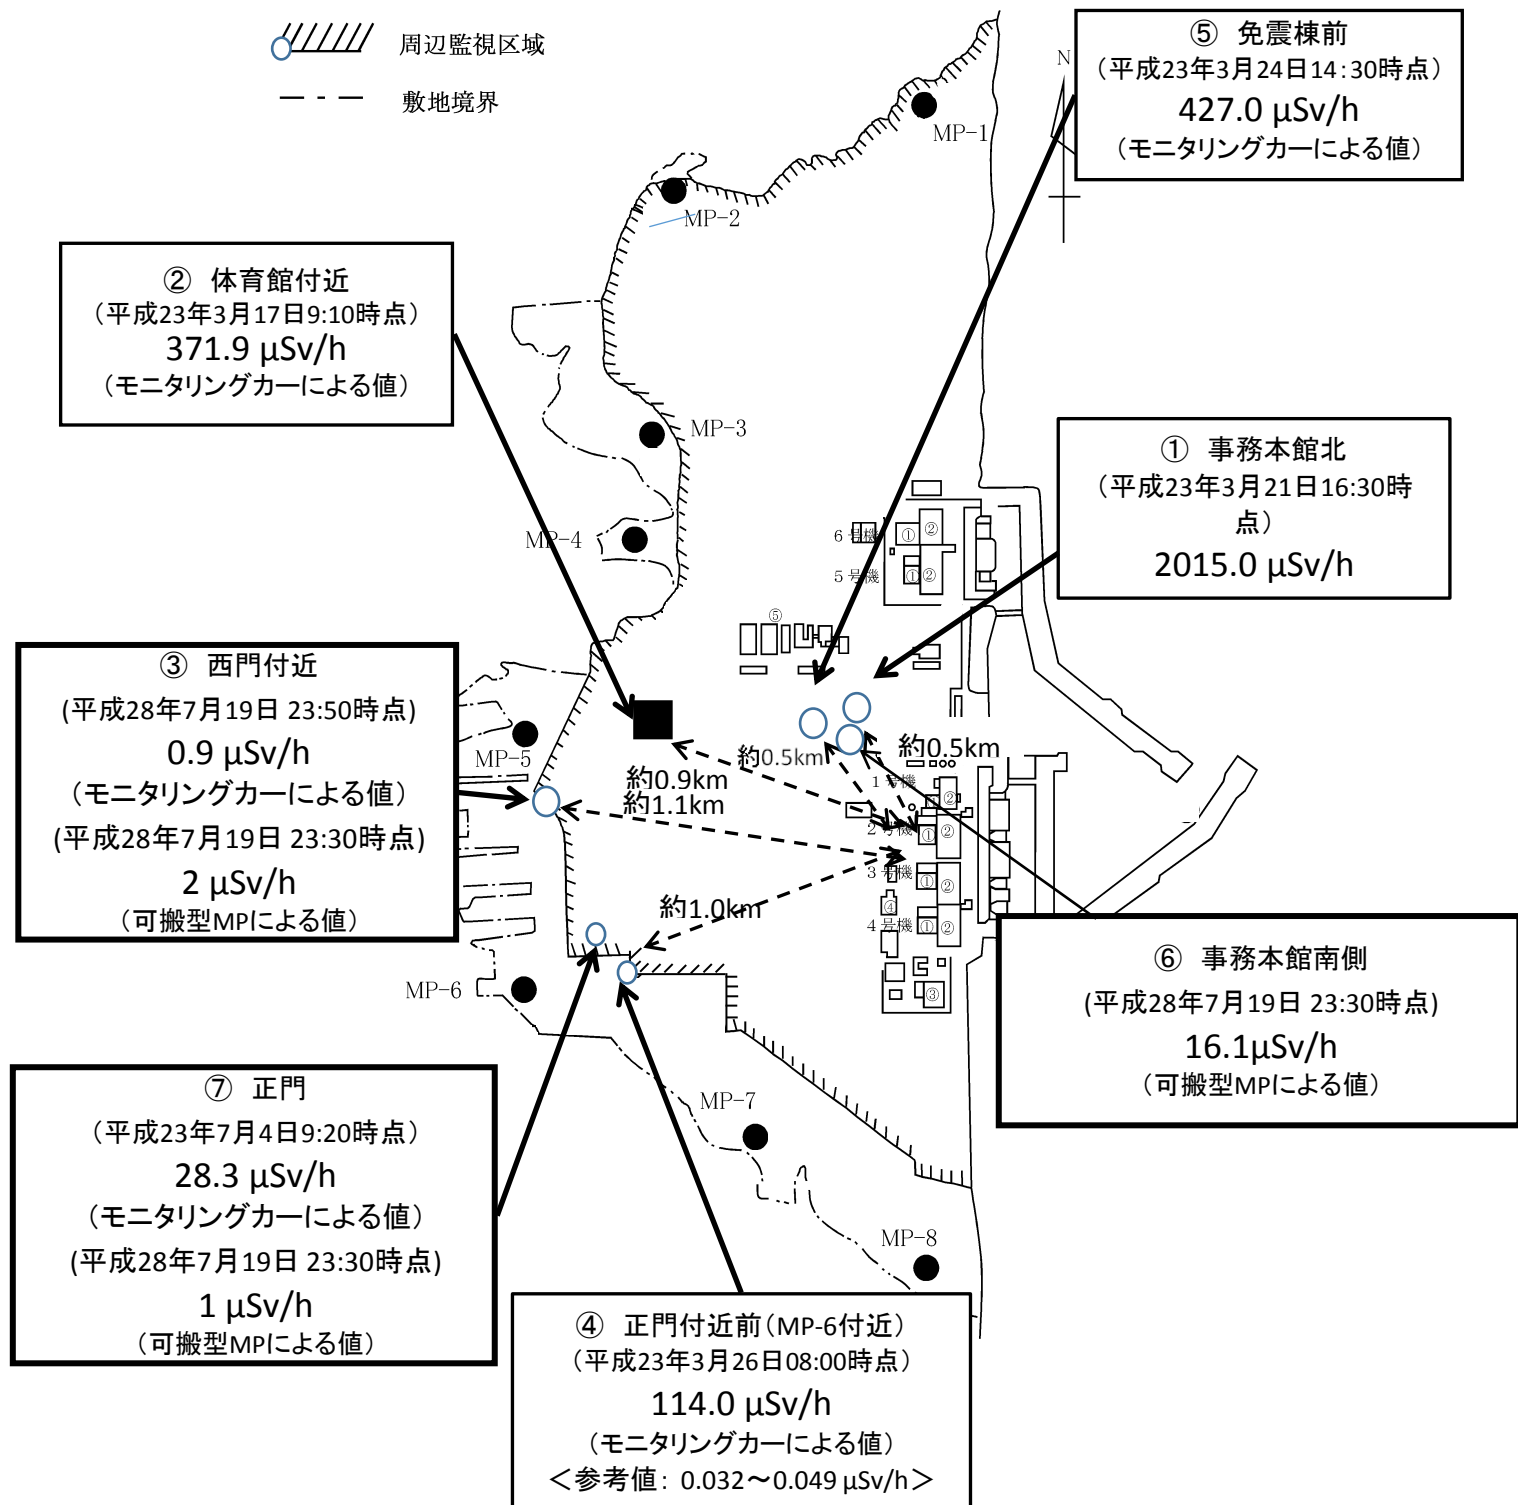 周辺監視区域
敷地境界
⑤ 免震棟前
（平成23年3月24日14:30時点）
427.0 μSv/h
（モニタリングカーによる値）
N
MP-1
MP-2
② 体育館付近
（平成23年3月17日9:10時点）
371.9 μSv/h
（モニタリングカーによる値）
MP-3
① 事務本館北
（平成23年3月21日16:30時
点）
2015.0 μSv/h
MP-4
６号機
①
②
５号機
①
②
⑤
③ 西門付近
(平成28年7月19日 23:50時点)
0.9 μSv/h
（モニタリングカーによる値）
(平成28年7月19日 23:30時点)
2 μSv/h
（可搬型MPによる値）
MP-5
約0.5km
約0.5km
約0.9km
約1.1km
１号機
①
②
２号機
①
②
３号機
①
②
④
４号機
①
②
③
約1.0km
MP-6
⑥ 事務本館南側
(平成28年7月19日 23:30時点)
16.1μSv/h
（可搬型MPによる値）
⑦ 正門
（平成23年7月4日9:20時点）
28.3 μSv/h
（モニタリングカーによる値）
(平成28年7月19日 23:30時点)
1 μSv/h
（可搬型MPによる値）
MP-7
MP-8
④ 正門付近前（MP-6付近）
（平成23年3月26日08:00時点）
114.0 μSv/h
（モニタリングカーによる値）
＜参考値： 0.032～0.049 μSv/h＞